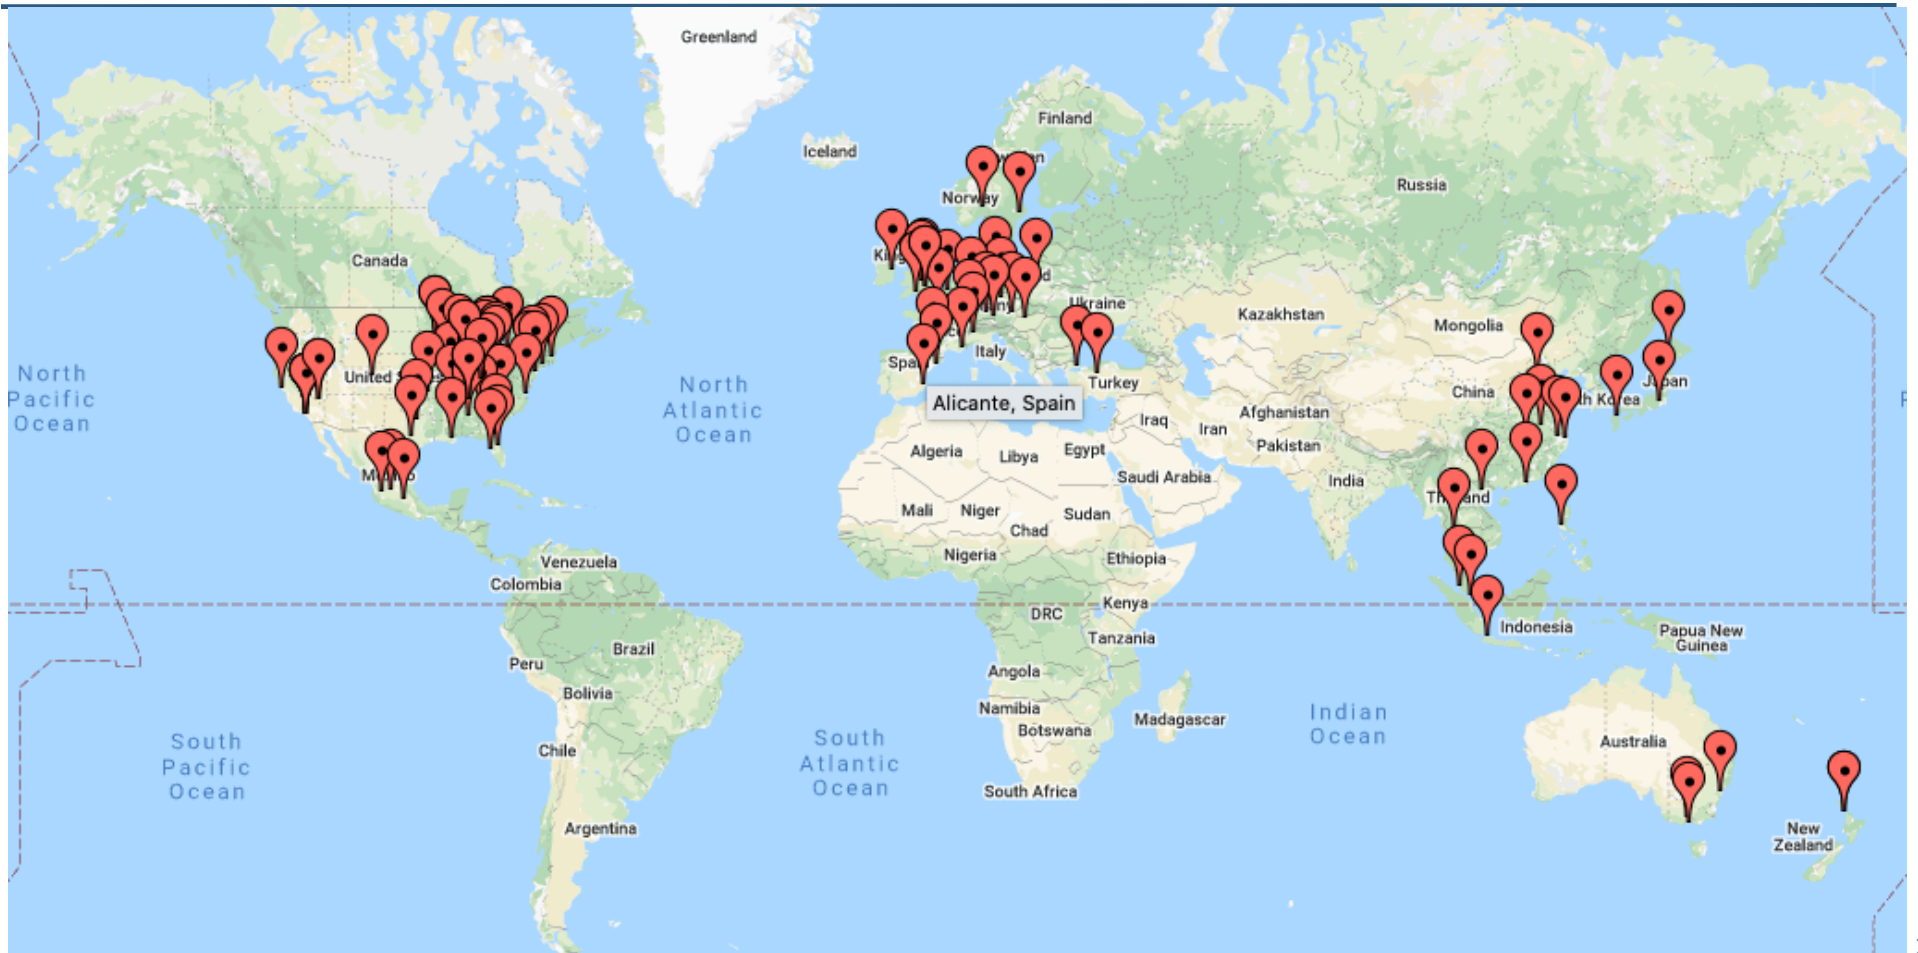 Greenland
Finland
Iceland
Russia
Norway
Canada
Ukraine
Kazakhstan
Mongolia
Italy
North
Pacific
Ocean
North
Atlantic
Ocean
Turkey
China
Japan
Alicante, Spain
Afghanistan
Iraq
Iran
Pakistan
Algeria
Libya
Egypt
Saudi Arabia
India
Mali
Niger
Chad
Sudan
Nigeria
Ethiopia
Venezuela
Colombia
Kenya
DRC
Tanzania
Indonesia
Papua New
Guinea
Brazil
Peru
Angola
Bolivia
Namibia
Botswana
Madagascar
Indian
Ocean
South
Pacific
Ocean
South
Atlantic
Ocean
Chile
Australia
South Africa
Argentina
New
Zealand